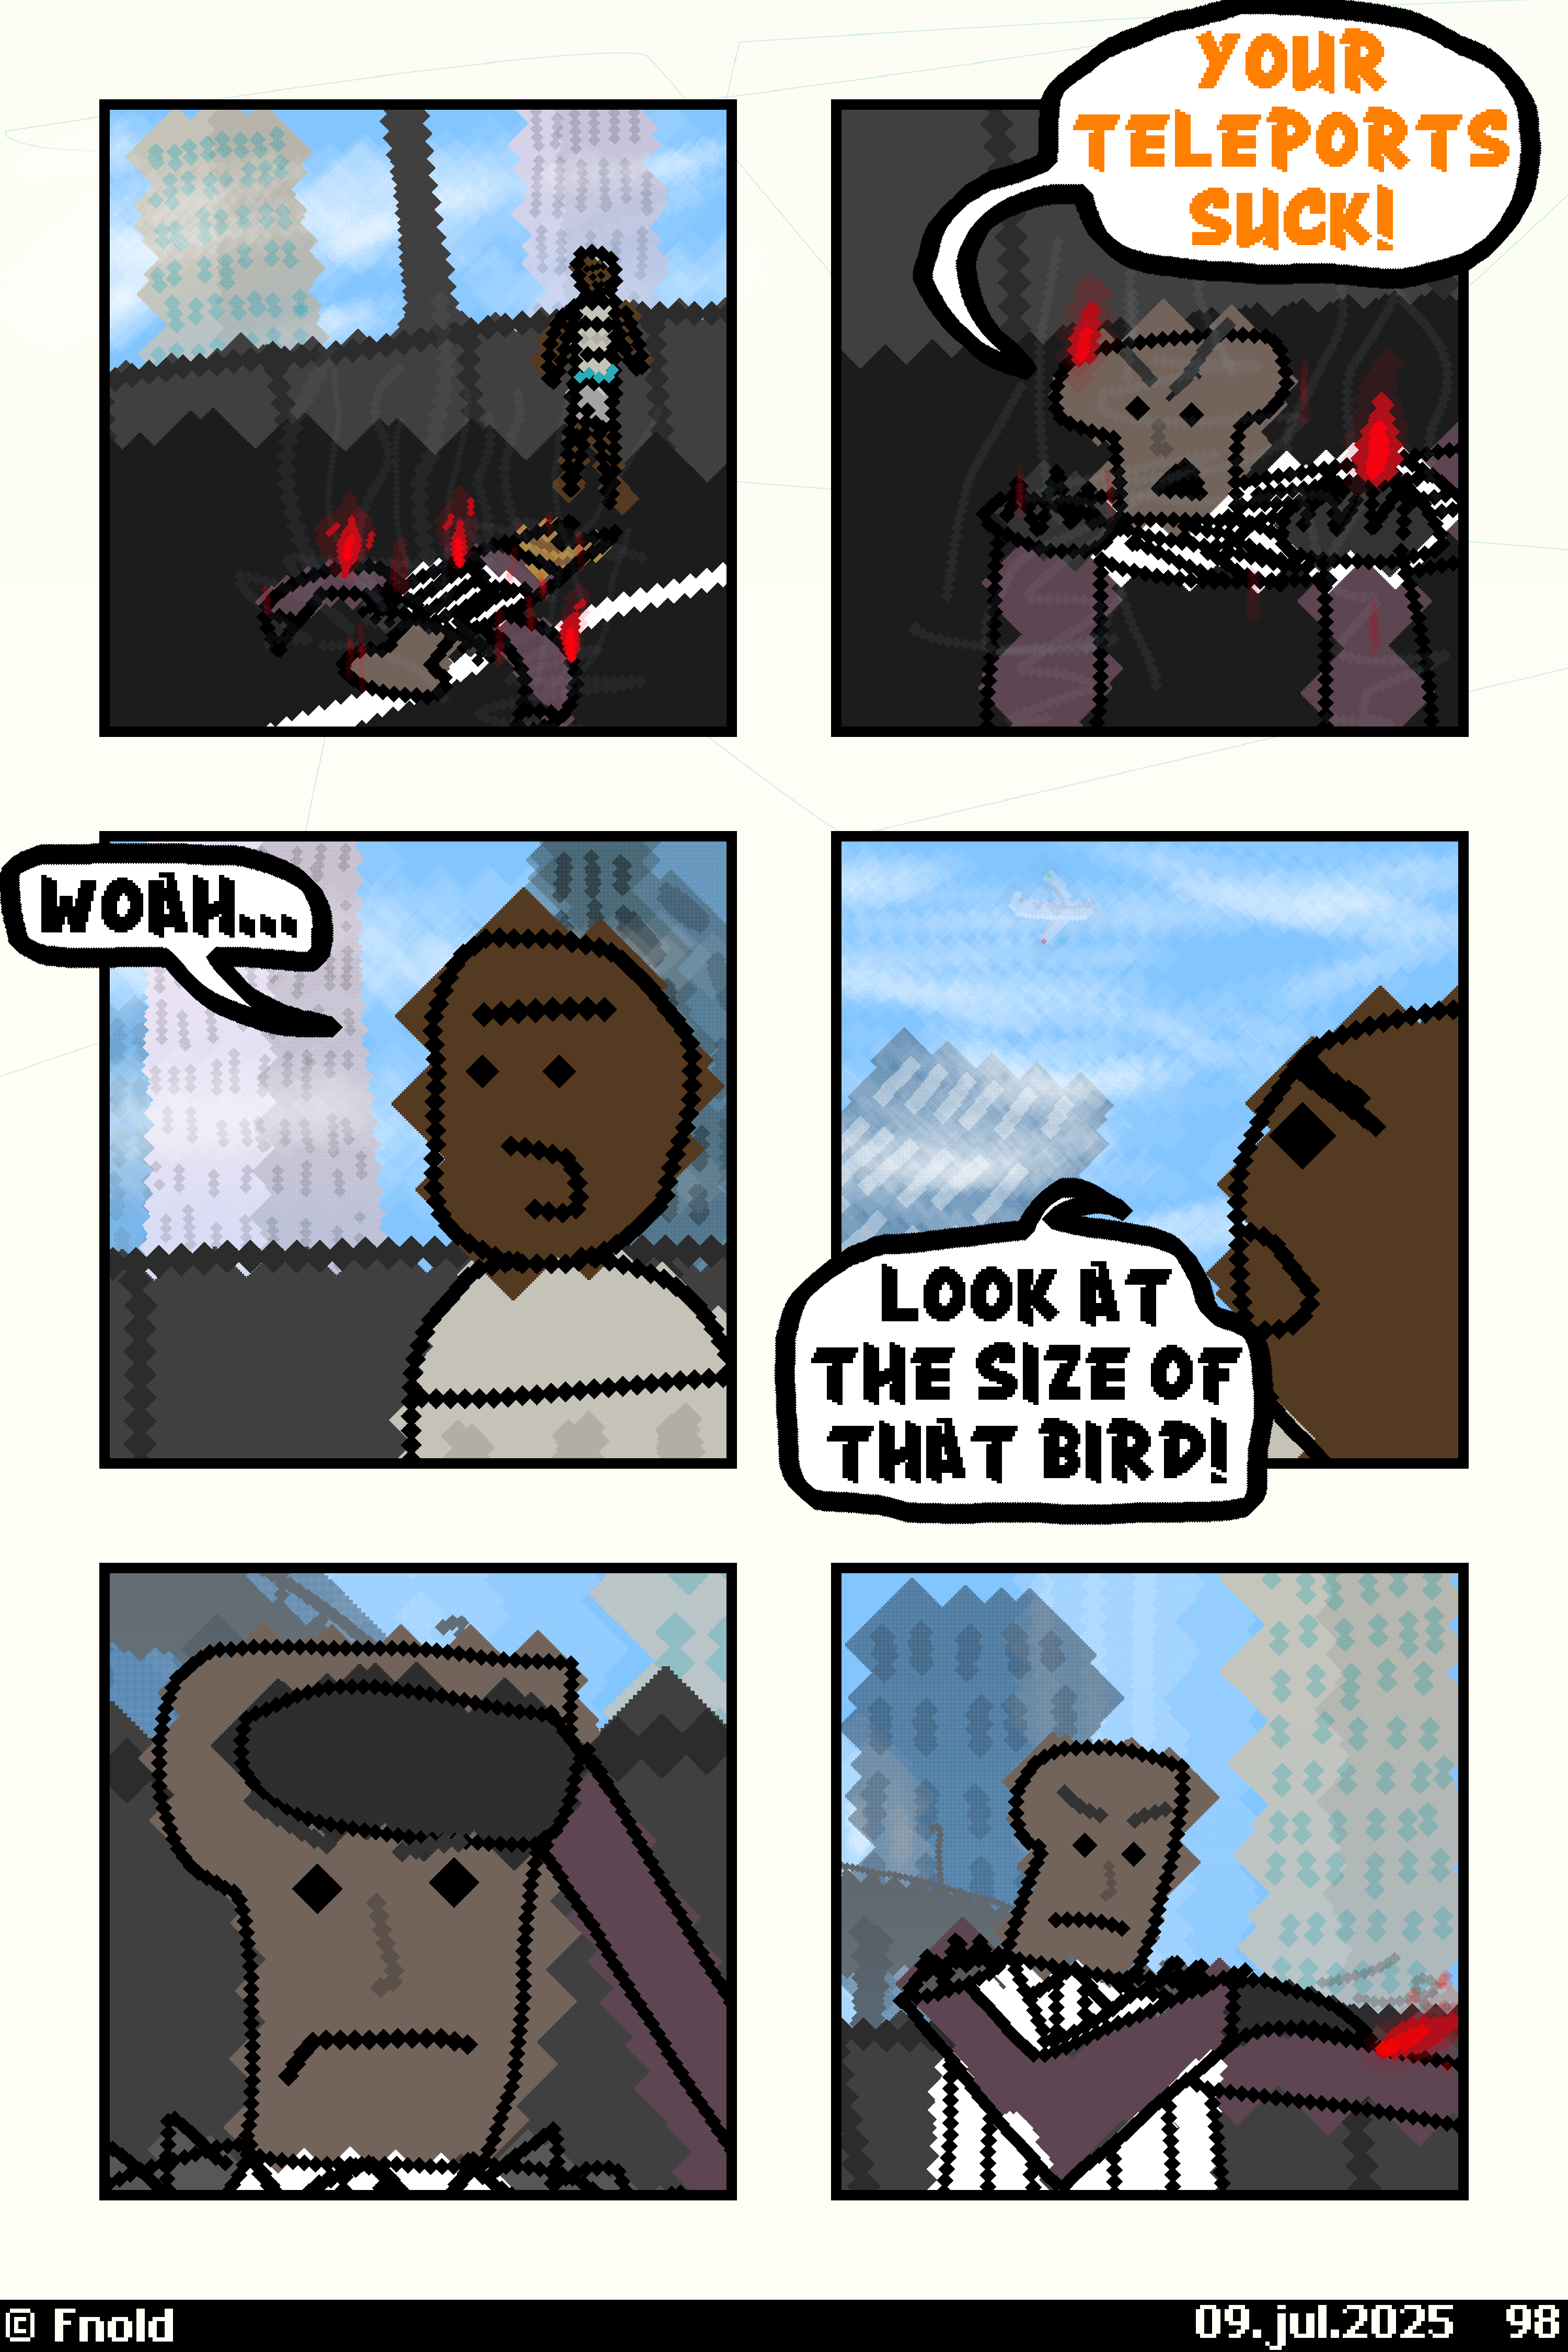 YOUR
TELEPORTS
SUCK!
WOAH...
LOOK AT
THE SIZE OF
THAT BIRD!
© Fnold
09.jul.2025 98